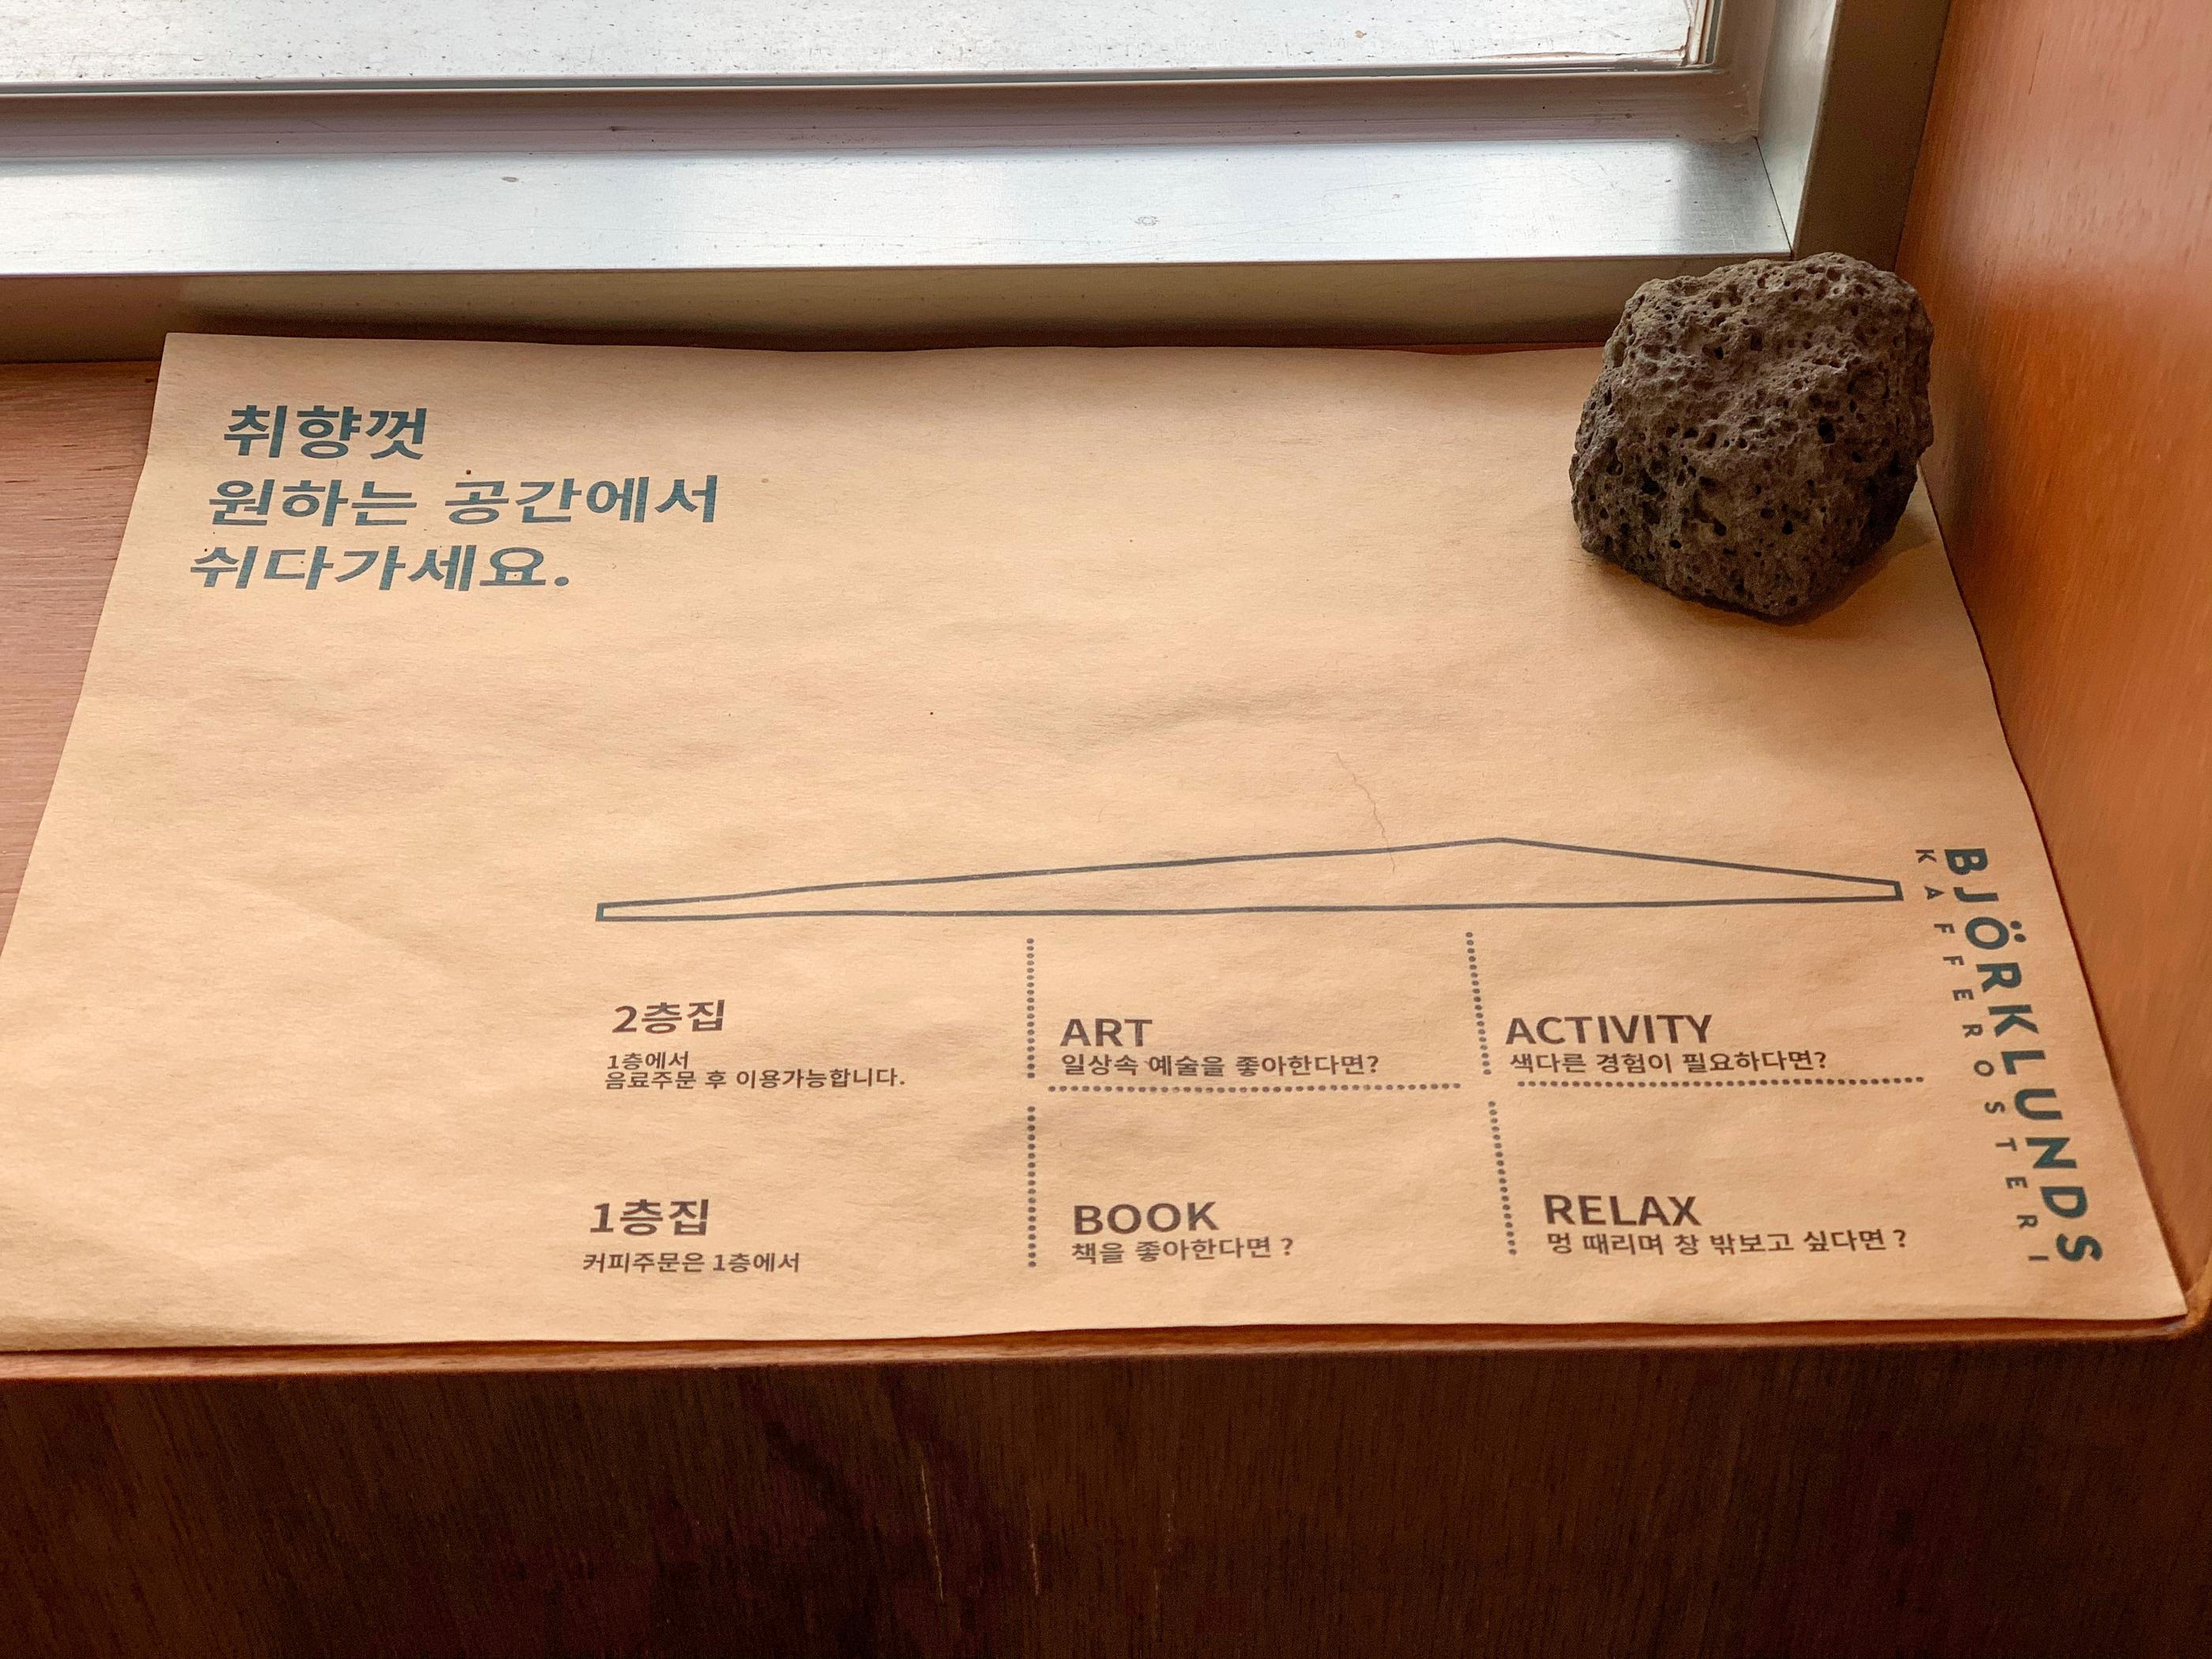 취향껏
원하는 공간에서
쉬다가세요.
2층집
1층에서
음료주문 후 이용가능합니다.
ART
일상속 예술을 좋아한다면?
ACTIVITY
색다른 경험이 필요하다면?
1층집
커피주문은 1층에서
BOOK
책을 좋아한다면 ?
RELAX
멍 때리며 창 밖보고 싶다면 ?
BJÖRKLUNDS
KAFFEROSTERI